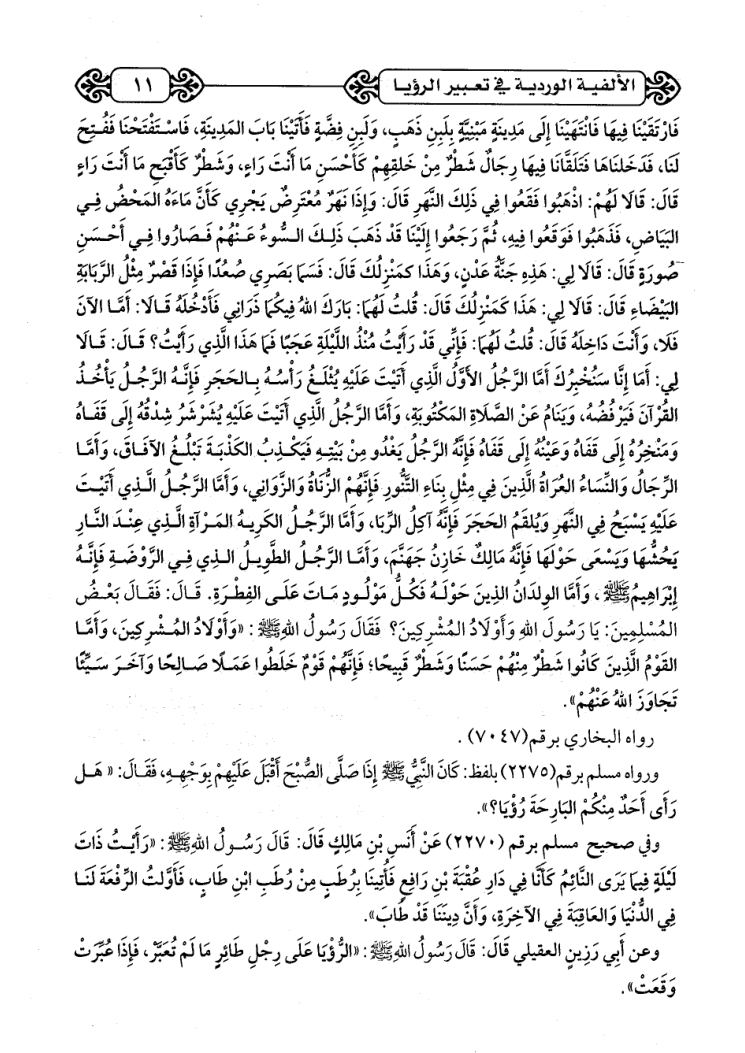 الألفية الوردية في تعبير الرؤيا
١١
فَارْتَقَيْنَا فِيهَا فَانْتَهَيْنَا إِلَى مَدِينَةٍ مَبْنِيَّةٍ بِلَبِنِ ذَهَبٍ، وَلَبِنِ فِضَّةٍ فَأَتَيْنَا بَابَ المَدِينَةِ، فَاسْتَفْتَحْنَا فَفُتِحَ
لَنَا، فَدَخَلنَاهَا فَتَلَقَّانَا فِيهَا رِجَالٌ شَطْرٌ مِنْ خَلقِهِمْ كَأَحْسَنِ مَا أَنْتَ رَاءٍ، وَشَطْرٌ كَأَقْبَحِ مَا أَنْتَ رَاءٍ
قَالَ: قَالَا لَهُمْ: اذْهَبُوا فَقَعُوا فِي ذَلِكَ النَّهَرِ قَالَ: وَإِذَا نَهَرٌ مُعْتَرِضٌ يَجْرِي كَأَنَّ مَاءَهُ المَحْضُ فِي
البَيَاضِ، فَذَهَبُوا فَوَقَعُوا فِيهِ، ثُمَّ رَجَعُوا إِلَيْنَا قَدْ ذَهَبَ ذَلِكَ السُّوءُ عَنْهُمْ فَصَارُوا فِي أَحْسَنِ
صُورَةٍ قَالَ: قَالَا لِي: هَذِهِ جَنَّةُ عَدْنٍ، وَهَذَا كمَنْزِلُكَ قَالَ: فَسَمَا بَصَرِي صُعُدًا فَإِذَا قَصْرٌ مِثْلُ الرَّبَابَةِ
البَيْضَاءِ قَالَ: قَالَا لِي: هَذَا كَمَنْزِلُكَ قَالَ: قُلتُ لَهُمَا: بَارَكَ اللهُ فِيكُمَا ذَرَانِي فَأَدْخُلَهُ قَالَا: أَمَّا الآنَ
فَلَا، وَأَنْتَ دَاخِلُهُ قَالَ: قُلتُ لَهُمَا: فَإِنِّي قَدْ رَأَيْتُ مُنْذُ اللَّيْلَةِ عَجَبًا فَمَا هَذَا الَّذِي رَأَيْتُ؟ قَالَ: قَالَا
لِي: أَمَا إِنَّا سَنُخْبِرُكَ أَمَّا الرَّجُلُ الأَوَّلُ الَّذِي أَتَيْتَ عَلَيْهِ يُثْلَغُ رَأْسُهُ بِالحَجَرِ فَإِنَّهُ الرَّجُلُ يَأْخُذُ
القُرْآنَ فَيَرْفُضُهُ، وَيَنَامُ عَنْ الصَّلَاةِ المَكْتُوبَةِ، وَأَمَّا الرَّجُلُ الَّذِي أَتَيْتَ عَلَيْهِ يُشَرْشَرُ شِدْقُهُ إِلَى قَفَاهُ
وَمَنْخِرُهُ إِلَى قَفَاهُ وَعَيْنُهُ إِلَى قَفَاهُ فَإِنَّهُ الرَّجُلُ يَغْدُو مِنْ بَيْتِهِ فَيَكْذِبُ الكَذْبَةَ تَبْلُغُ الآفَاقَ، وَأَمَّا
الرِّجَالُ وَالنِّسَاءُ العُرَاةُ الَّذِينَ فِي مِثْلِ بِنَاءِ التَّنُّورِ فَإِنَّهُمْ الزُّنَاةُ وَالزَّوَانِي، وَأَمَّا الرَّجُلُ الَّذِي أَتَيْتَ
عَلَيْهِ يَسْبَحُ فِي النَّهَرِ وَيُلقَمُ الحَجَرَ فَإِنَّهُ آكِلُ الرِّبَا، وَأَمَّا الرَّجُلُ الكَرِيهُ المَرْآةِ الَّذِي عِنْدَ النَّارِ
يَحُشُّهَا وَيَسْعَى حَوْلَهَا فَإِنَّهُ مَالِكٌ خَازِنُ جَهَنَّمَ، وَأَمَّا الرَّجُلُ الطَّوِيلُ الذِي فِي الرَّوْضَةِ فَإِنَّهُ
إِبْرَاهِيمُ ﷺ، وَأَمَّا الوِلدَانُ الذِينَ حَوْلَهُ فَكُلُّ مَوْلُودٍ مَاتَ عَلَى الفِطْرَةِ. قَالَ: فَقَالَ بَعْضُ
المُسْلِمِينَ: يَا رَسُولَ اللهِ وَأَوْلَادُ المُشْرِكِينَ؟ فَقَالَ رَسُولُ اللهِ ﷺ: «وَأَوْلَادُ المُشْرِكِينَ، وَأَمَّا
القَوْمُ الَّذِينَ كَانُوا شَطْرٌ مِنْهُمْ حَسَنًا وَشَطْرٌ قَبِيحًا؛ فَإِنَّهُمْ قَوْمٌ خَلَطُوا عَمَلًا صَالِحًا وَآخَرَ سَيِّئًا
تَجَاوَزَ اللهُ عَنْهُمْ».
رواه البخاري برقم(٧٠٤٧) .
ورواه مسلم برقم(٢٢٧٥) بلفظ: كَانَ النَّبِيُّ ﷺ إِذَا صَلَّى الصُّبْحَ أَقْبَلَ عَلَيْهِمْ بِوَجْهِهِ، فَقَالَ: «هَل
رَأَى أَحَدٌ مِنْكُمْ البَارِحَةَ رُؤْيَا؟».
وفي صحيح مسلم برقم (٢٢٧٠) عَنْ أَنَسِ بْنِ مَالِكٍ قَالَ: قَالَ رَسُولُ اللهِ ﷺ: «رَأَيْتُ ذَاتَ
لَيْلَةٍ فِيمَا يَرَى النَّائِمُ كَأَنَّا فِي دَارِ عُقْبَةَ بْنِ رَافِعٍ فَأُتِينَا بِرُطَبٍ مِنْ رُطَبِ ابْنِ طَابٍ، فَأَوَّلتُ الرِّفْعَةَ لَنَا
فِي الدُّنْيَا وَالعَاقِبَةَ فِي الآخِرَةِ، وَأَنَّ دِينَنَا قَدْ طَابَ».
وعن أَبِي رَزِينٍ العقيلي قَالَ: قَالَ رَسُولُ اللهِ ﷺ: «الرُّؤْيَا عَلَى رِجْلِ طَائِرٍ مَا لَمْ تُعَبَّرْ، فَإِذَا عُبِّرَتْ
وَقَعَتْ».